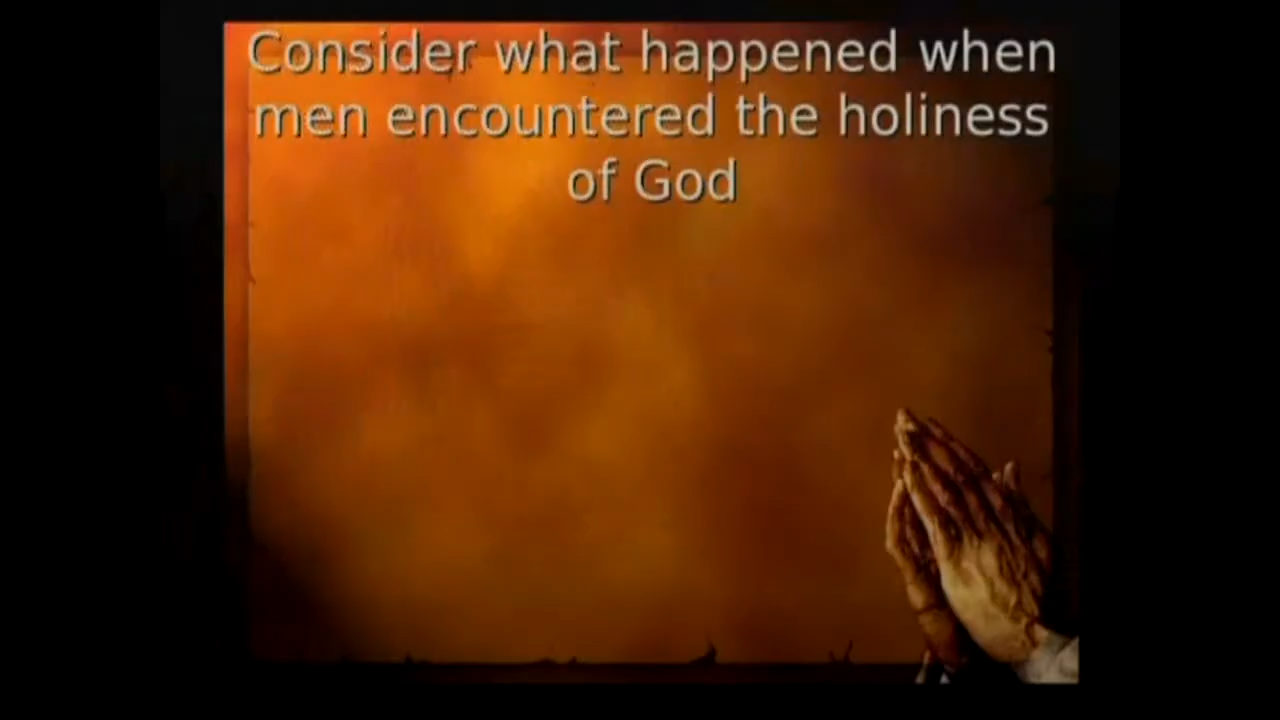 Consider what happened when
men encountered the holiness
of God